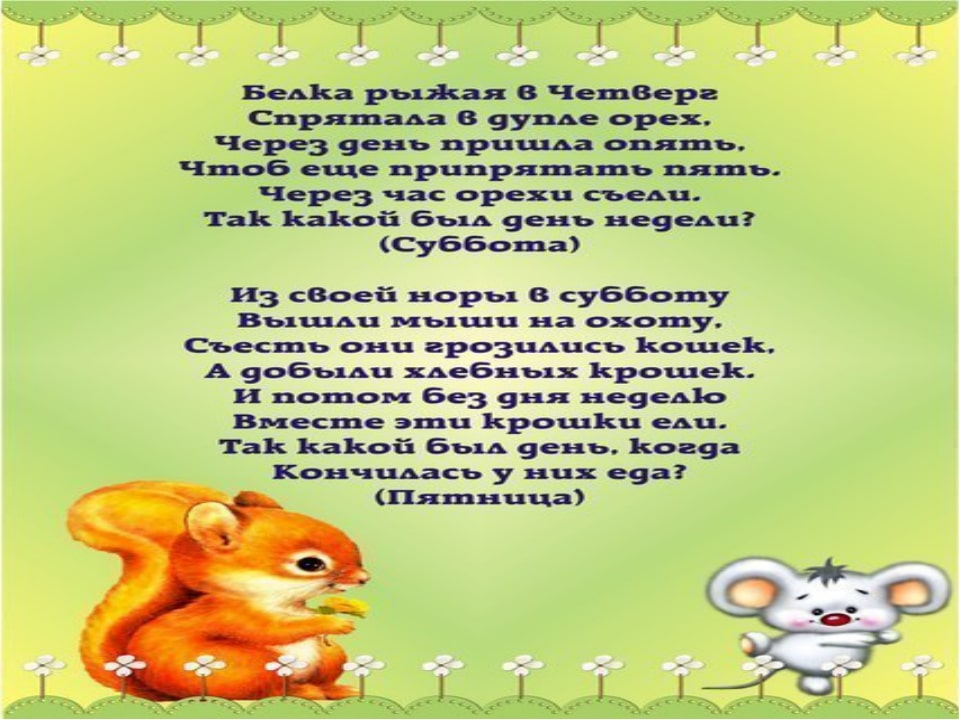 Белка рыжая в Четверг
Спрятала в дупле орех,
Через день пришла опять,
Чтоб еще припрятать пять.
Через час орехи съели.
Так какой был день недели?
(Суббота)
Из своей норы в субботу
Вышли мыши на охоту,
Съесть они грозились кошек,
А добыли хлебных крошек.
И потом без дня неделю
Вместе эти крошки ели.
Так какой был день, когда
Кончилась у них еда?
(Пятница)